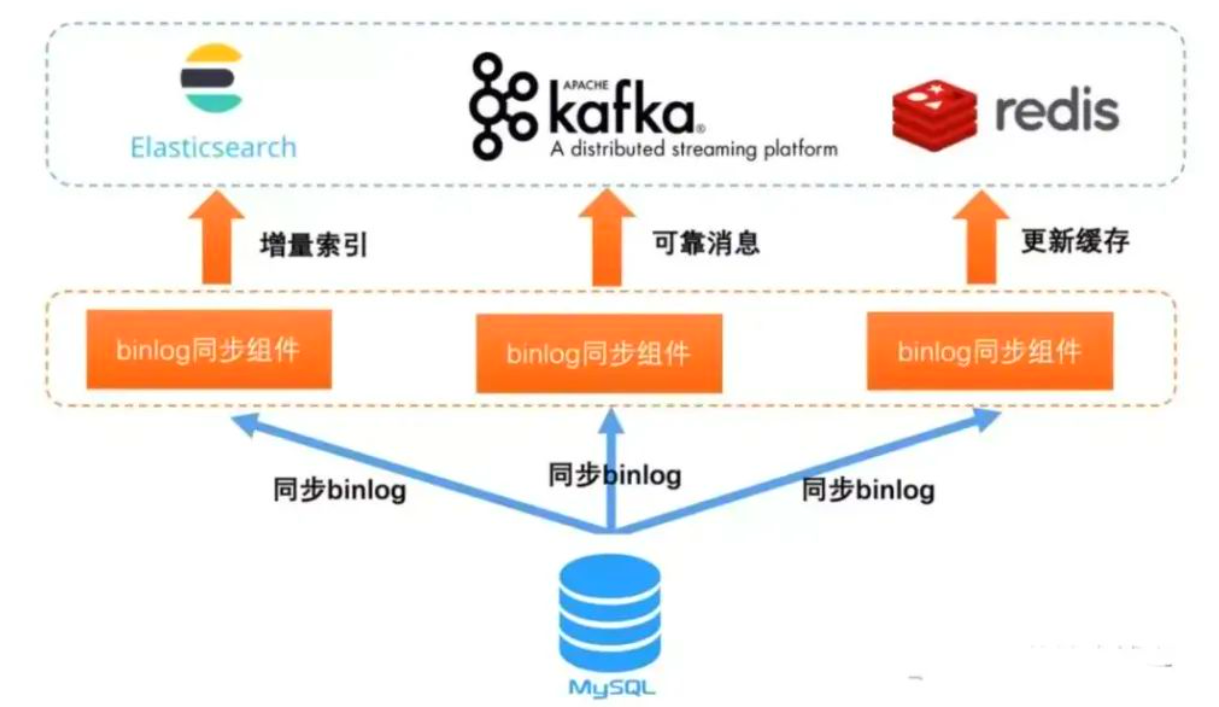 Elasticsearch
APACHE
kafka®
A distributed streaming platform
redis
增量索引
可靠消息
更新缓存
binlog同步组件
binlog同步组件
binlog同步组件
同步binlog
同步binlog
同步binlog
MySQL